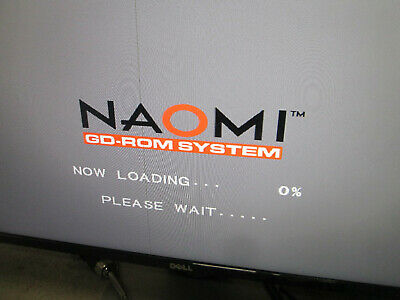 NAOMI™
GD-ROM SYSTEM
NOW LOADING... 0%
PLEASE WAIT.....
DELL